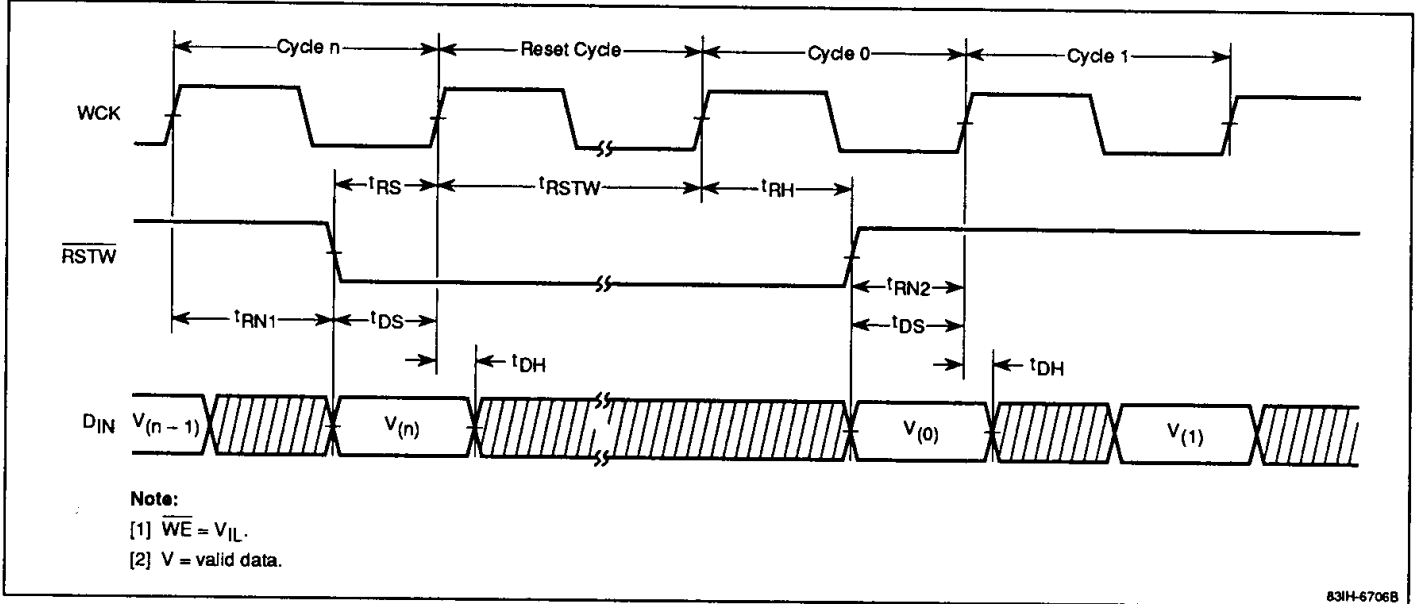 Cycle n
Reset Cycle
Cycle 0
Cycle 1
WCK
tRS
tRSTW
tRH
RSTW
tRN2
tRN1
tDS
tDS
tDH
tDH
DIN
V(n – 1)
V(n)
V(0)
V(1)
Note:
[1] WE = VIL.
[2] V = valid data.
83IH-6706B